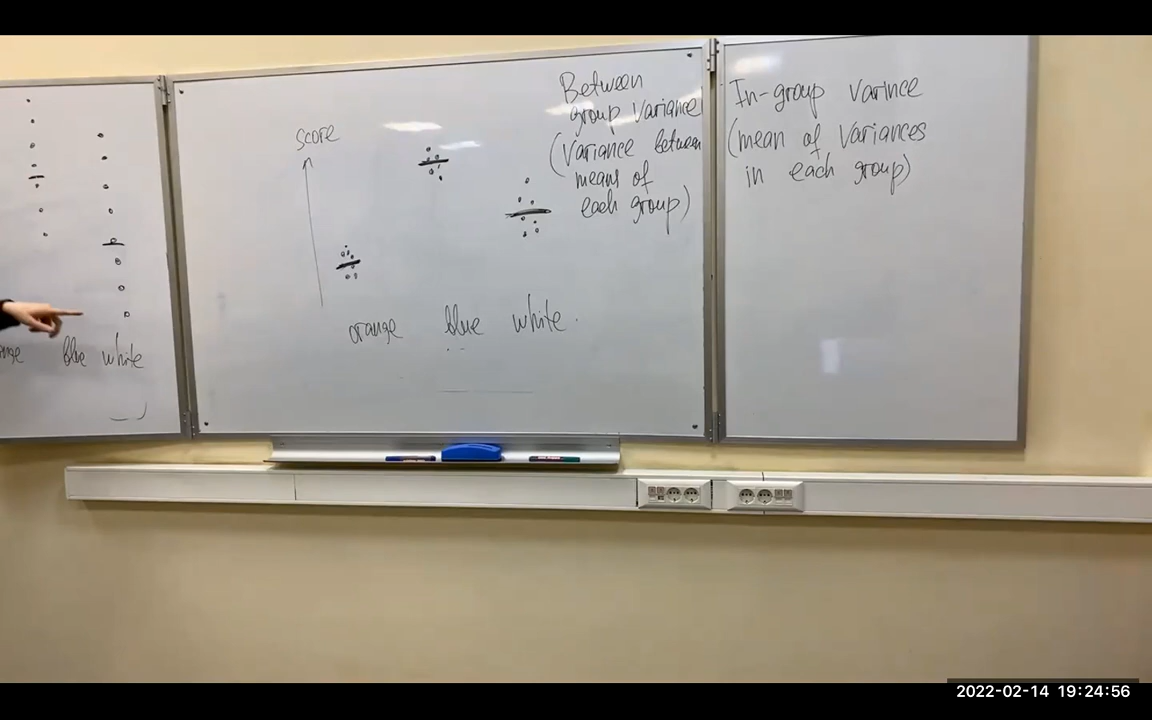 blue white
score
orange blue white.
Between
group variance
(variance between
means of
each group)
In-group Varince
(mean of variances
in each group)
2022-02-14 19:24:56